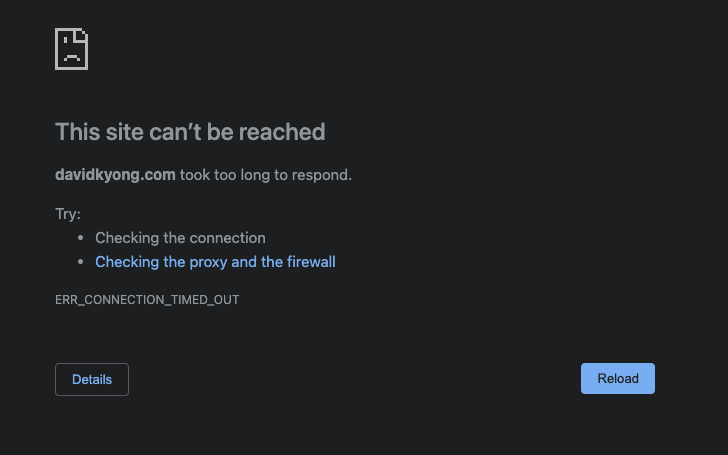 This site can’t be reached
davidkyong.com took too long to respond.
Try:
• Checking the connection
• Checking the proxy and the firewall
ERR_CONNECTION_TIMED_OUT
Details
Reload